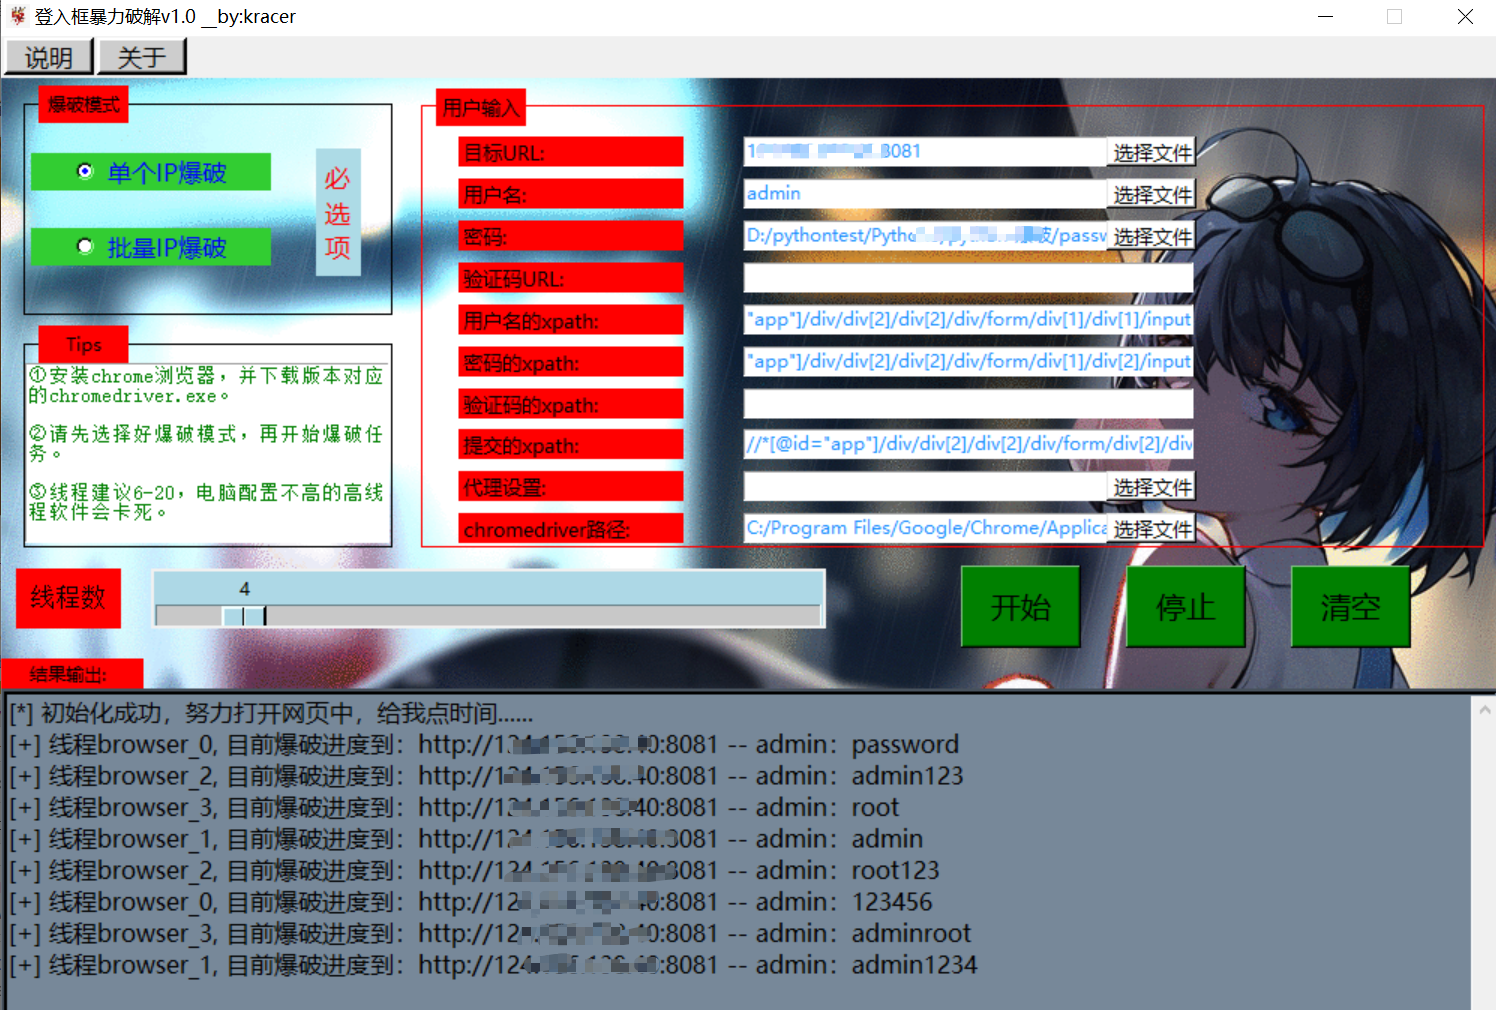 登入框暴力破解v1.0 __by:kracer
说明 关于
爆破模式
单个IP爆破
批量IP爆破
必选项
Tips
①安装chrome浏览器，并下载版本对应
的chromedriver.exe。
②请先选择好爆破模式，再开始爆破任
务。
③线程建议6-20，电脑配置不高的高线
程软件会卡死。
用户输入
目标URL: 8081 选择文件
用户名: admin 选择文件
密码: D:/pythontest/Pytho /passw 选择文件
验证码URL:
用户名的xpath: "app"]/div/div[2]/div[2]/div/form/div[1]/div[1]/input
密码的xpath: "app"]/div/div[2]/div[2]/div/form/div[1]/div[2]/input
验证码的xpath:
提交的xpath: //*[@id="app"]/div/div[2]/div[2]/div/form/div[2]/div
代理设置: 选择文件
chromedriver路径: C:/Program Files/Google/Chrome/Applica 选择文件
线程数 4 开始 停止 清空
结果输出:
[*] 初始化成功，努力打开网页中，给我点时间......
[+] 线程browser_0, 目前爆破进度到：http://12 0:8081 -- admin：password
[+] 线程browser_2, 目前爆破进度到：http://12 40:8081 -- admin：admin123
[+] 线程browser_3, 目前爆破进度到：http://124 40:8081 -- admin：root
[+] 线程browser_1, 目前爆破进度到：http://124 :8081 -- admin：admin
[+] 线程browser_2, 目前爆破进度到：http://124 :8081 -- admin：root123
[+] 线程browser_0, 目前爆破进度到：http://12 0:8081 -- admin：123456
[+] 线程browser_3, 目前爆破进度到：http://12 0:8081 -- admin：adminroot
[+] 线程browser_1, 目前爆破进度到：http://124 :8081 -- admin：admin1234